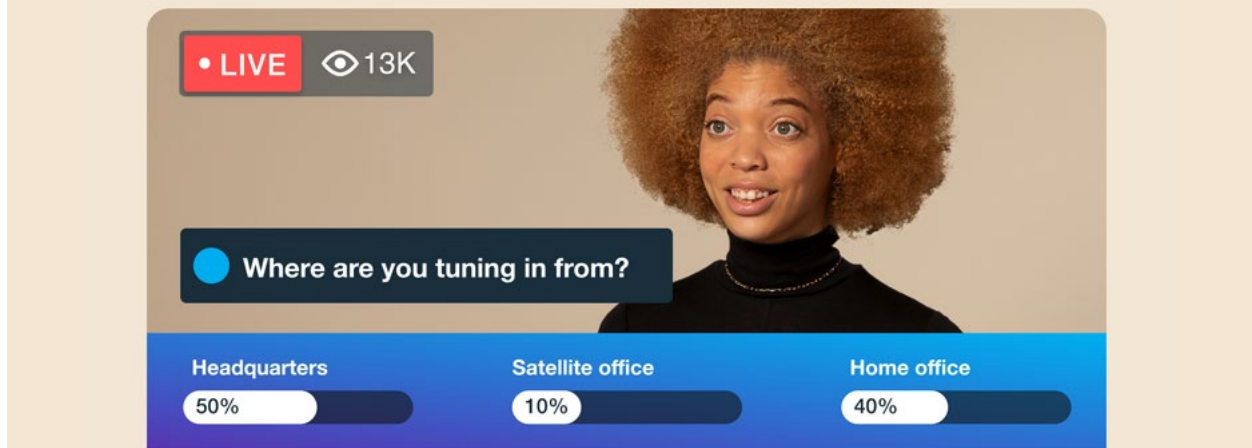 LIVE 13K
Where are you tuning in from?
Headquarters Satellite office Home office
50% 10% 40%